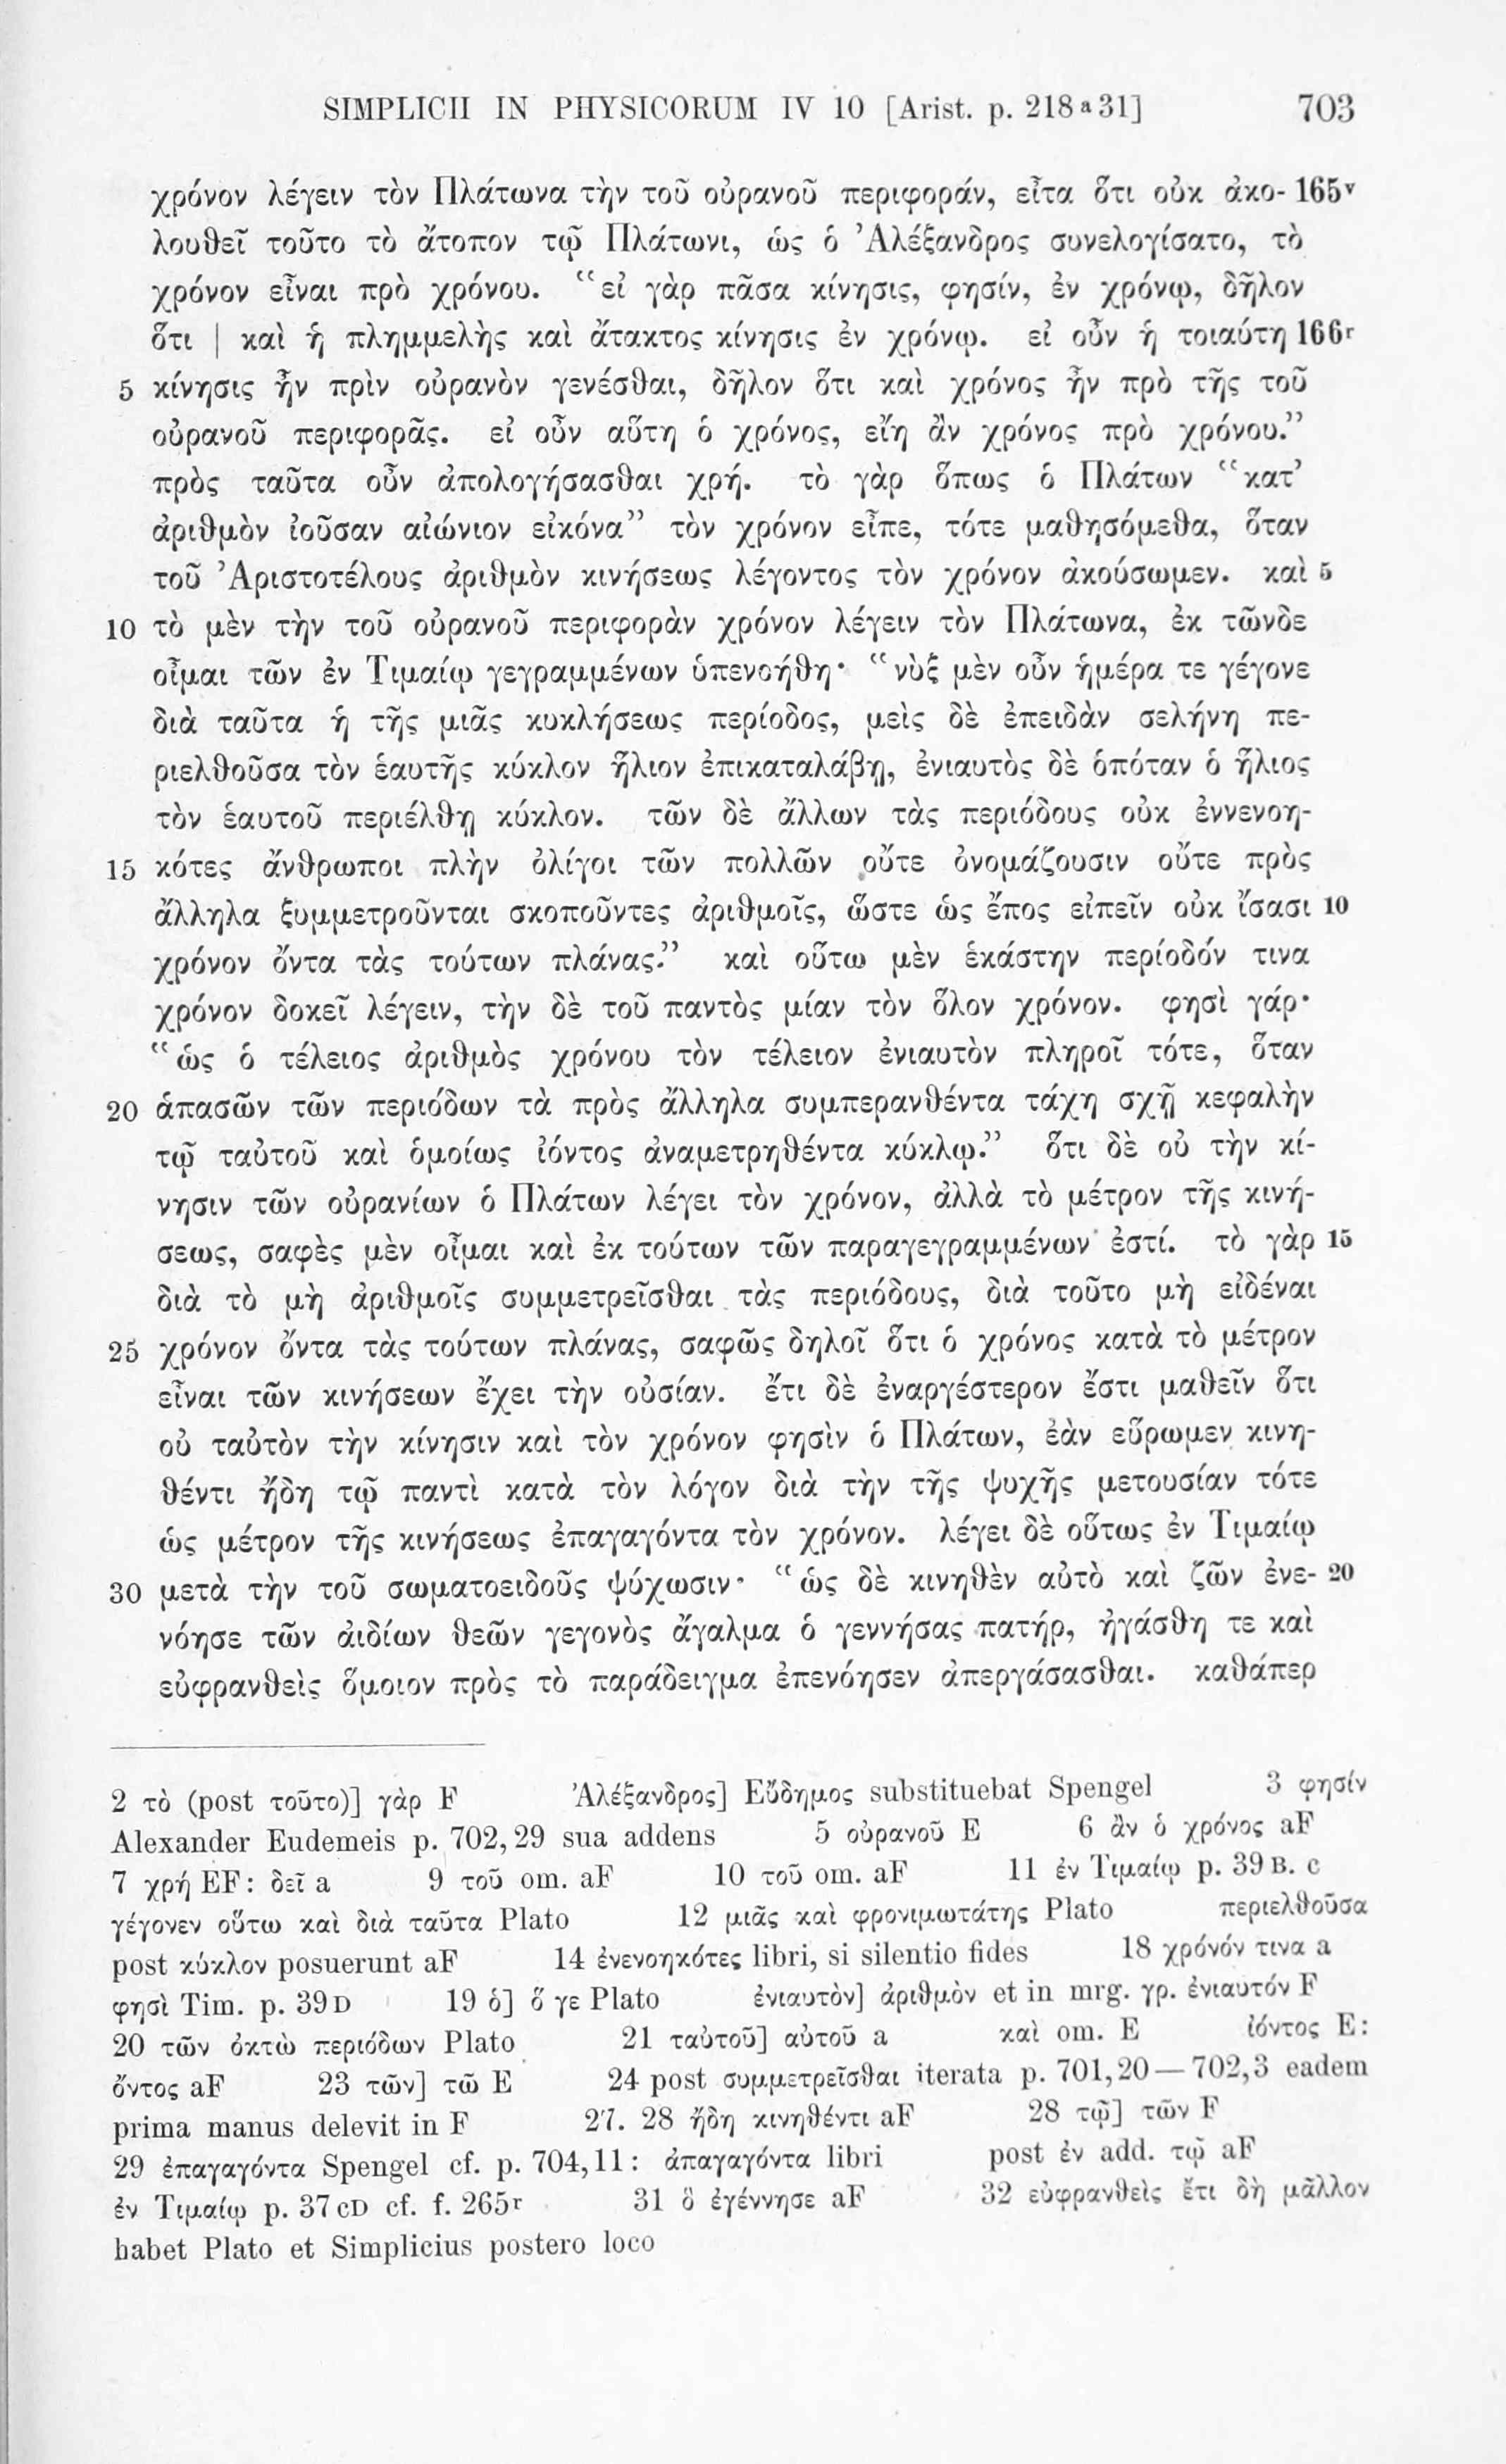 SIMPLICII IN PHYSICORUM IV 10 [Arist. p. 218 a 31] 703
χρόνον λέγειν τὸν Πλάτωνα τὴν τοῦ οὐρανοῦ περιφοράν, εἶτα ὅτι οὐκ ἀκο- 165v
λουθεῖ τοῦτο τὸ ἄτοπον τῷ Πλάτωνι, ὡς ὁ Ἀλέξανδρος συνελογίσατο, τὸ
χρόνον εἶναι πρὸ χρόνου. “εἰ γὰρ πᾶσα κίνησις, φησίν, ἐν χρόνῳ, δῆλον
ὅτι | καὶ ἡ πλημμελὴς καὶ ἄτακτος κίνησις ἐν χρόνῳ. εἰ οὖν ἡ τοιαύτη 166r
5 κίνησις ἦν πρὶν οὐρανὸν γενέσθαι, δῆλον ὅτι καὶ χρόνος ἦν πρὸ τῆς τοῦ
οὐρανοῦ περιφορᾶς. εἰ οὖν αὕτη ὁ χρόνος, εἴη ἂν χρόνος πρὸ χρόνου.”
πρὸς ταῦτα οὖν ἀπολογήσασθαι χρή. τὸ γὰρ ὅπως ὁ Πλάτων “κατ’
ἀριθμὸν ἰοῦσαν αἰώνιον εἰκόνα” τὸν χρόνον εἶπε, τότε μαθησόμεθα, ὅταν
τοῦ Ἀριστοτέλους ἀριθμὸν κινήσεως λέγοντος τὸν χρόνον ἀκούσωμεν. καὶ 5
10 τὸ μὲν τὴν τοῦ οὐρανοῦ περιφορὰν χρόνον λέγειν τὸν Πλάτωνα, ἐκ τῶνδε
οἶμαι τῶν ἐν Τιμαίῳ γεγραμμένων ὑπενοήθη· “νὺξ μὲν οὖν ἡμέρα τε γέγονε
διὰ ταῦτα ἡ τῆς μιᾶς κυκλήσεως περίοδος, μεὶς δὲ ἐπειδὰν σελήνη πε-
ριελθοῦσα τὸν ἑαυτῆς κύκλον ἥλιον ἐπικαταλάβῃ, ἐνιαυτὸς δὲ ὁπόταν ὁ ἥλιος
τὸν ἑαυτοῦ περιέλθῃ κύκλον. τῶν δὲ ἄλλων τὰς περιόδους οὐκ ἐννενοη-
15 κότες ἄνθρωποι πλὴν ὀλίγοι τῶν πολλῶν οὔτε ὀνομάζουσιν οὔτε πρὸς
ἄλληλα ξυμμετροῦνται σκοποῦντες ἀριθμοῖς, ὥστε ὡς ἔπος εἰπεῖν οὐκ ἴσασι 10
χρόνον ὄντα τὰς τούτων πλάνας.” καὶ οὕτω μὲν ἑκάστην περίοδόν τινα
χρόνον δοκεῖ λέγειν, τὴν δὲ τοῦ παντὸς μίαν τὸν ὅλον χρόνον. φησὶ γάρ·
“ὡς ὁ τέλειος ἀριθμὸς χρόνου τὸν τέλειον ἐνιαυτὸν πληροῖ τότε, ὅταν
20 ἁπασῶν τῶν περιόδων τὰ πρὸς ἄλληλα συμπερανθέντα τάχη σχῇ κεφαλὴν
τῷ ταὐτοῦ καὶ ὁμοίως ἰόντος ἀναμετρηθέντα κύκλῳ.” ὅτι δὲ οὐ τὴν κί-
νησιν τῶν οὐρανίων ὁ Πλάτων λέγει τὸν χρόνον, ἀλλὰ τὸ μέτρον τῆς κινή-
σεως, σαφὲς μὲν οἶμαι καὶ ἐκ τούτων τῶν παραγεγραμμένων ἐστί. τὸ γὰρ 15
διὰ τὸ μὴ ἀριθμοῖς συμμετρεῖσθαι τὰς περιόδους, διὰ τοῦτο μὴ εἰδέναι
25 χρόνον ὄντα τὰς τούτων πλάνας, σαφῶς δηλοῖ ὅτι ὁ χρόνος κατὰ τὸ μέτρον
εἶναι τῶν κινήσεων ἔχει τὴν οὐσίαν. ἔτι δὲ ἐναργέστερον ἔστι μαθεῖν ὅτι
οὐ ταὐτὸν τὴν κίνησιν καὶ τὸν χρόνον φησὶν ὁ Πλάτων, ἐὰν εὕρωμεν κινη-
θέντι ἤδη τῷ παντὶ κατὰ τὸν λόγον διὰ τὴν τῆς ψυχῆς μετουσίαν τότε
ὡς μέτρον τῆς κινήσεως ἐπαγαγόντα τὸν χρόνον. λέγει δὲ οὕτως ἐν Τιμαίῳ
30 μετὰ τὴν τοῦ σωματοειδοῦς ψύχωσιν· “ὡς δὲ κινηθὲν αὐτὸ καὶ ζῶν ἐνε- 20
νόησε τῶν ἀιδίων θεῶν γεγονὸς ἄγαλμα ὁ γεννήσας πατήρ, ἠγάσθη τε καὶ
εὐφρανθεὶς ὅμοιον πρὸς τὸ παράδειγμα ἐπενόησεν ἀπεργάσασθαι. καθάπερ
2 τὸ (post τοῦτο)] γὰρ F Ἀλέξανδρος] Εὔδημος substituebat Spengel 3 φησίν
Alexander Eudemeis p. 702,29 sua addens 5 οὐρανοῦ E 6 ἂν ὁ χρόνος aF
7 χρή EF: δεῖ a 9 τοῦ om. aF 10 τοῦ om. aF 11 ἐν Τιμαίῳ p. 39 B. C
γέγονεν οὕτω καὶ διὰ ταῦτα Plato 12 μιᾶς καὶ φρονιμωτάτης Plato περιελθοῦσα
post κύκλον posuerunt aF 14 ἐνενοηκότες libri, si silentio fides 18 χρόνόν τινα a
φησὶ Tim. p. 39 D 19 ὁ] ὅ γε Plato ἐνιαυτὸν] ἀριθμὸν et in mrg. γρ. ἐνιαυτόν F
20 τῶν ὀκτὼ περιόδων Plato 21 ταὐτοῦ] αὐτοῦ a καὶ om. E ἰόντος E:
ὄντος aF 23 τῶν] τῶ E 24 post συμμετρεῖσθαι iterata p. 701,20 — 702,3 eadem
prima manus delevit in F 27. 28 ἤδη κινηθέντι aF 28 τῷ] τῶν F
29 ἐπαγαγόντα Spengel cf. p. 704,11: ἀπαγαγόντα libri post ἐν add. τῷ aF
ἐν Τιμαίῳ p. 37 CD cf. f. 265r 31 ὃ ἐγέννησε aF 32 εὐφρανθεὶς ἔτι δὴ μᾶλλον
habet Plato et Simplicius postero loco